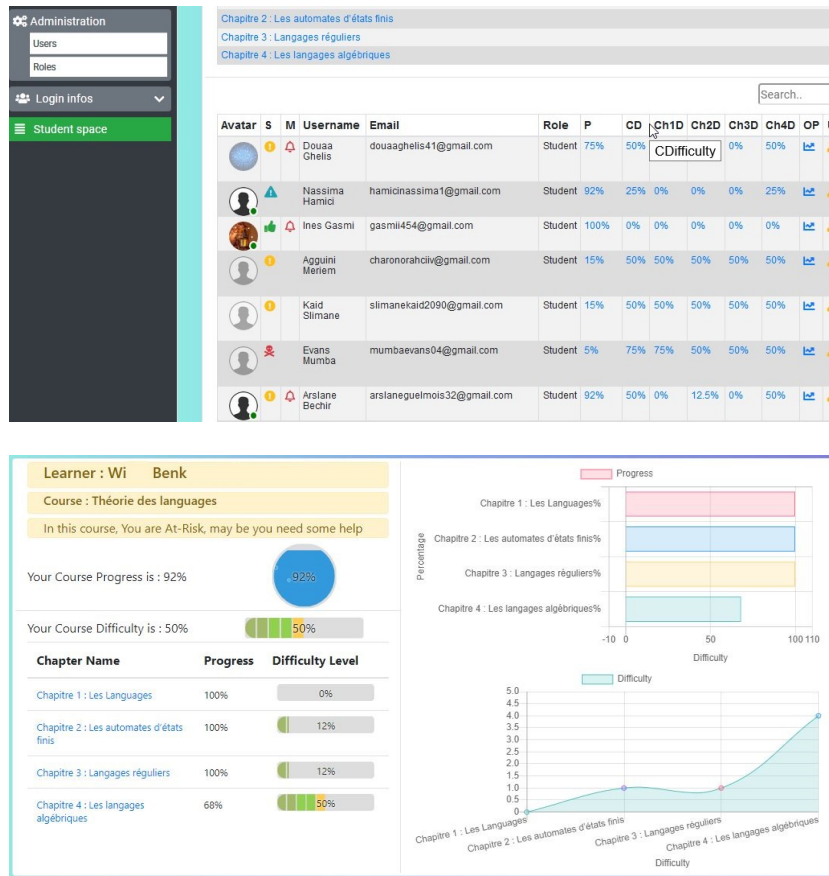 Administration
Users
Roles
Login infos
Student space
Chapitre 2 : Les automates d'états finis
Chapitre 3 : Langages réguliers
Chapitre 4 : Les langages algébriques
Search..
Avatar S M Username Email Role P CD Ch1D Ch2D Ch3D Ch4D OP
Douaa Ghelis douaaghelis41@gmail.com Student 75% 50% 0% 50%
CDifficulty
Nassima Hamici hamicinassima1@gmail.com Student 92% 25% 0% 0% 0% 25%
Ines Gasmi gasmii454@gmail.com Student 100% 0% 0% 0% 0% 0%
Agguini Meriem charonorahciiv@gmail.com Student 15% 50% 50% 50% 50% 50%
Kaid Slimane slimanekaid2090@gmail.com Student 15% 50% 50% 50% 50% 50%
Evans Mumba mumbaevans04@gmail.com Student 5% 75% 75% 50% 50% 50%
Arslane Bechir arslaneguelmois32@gmail.com Student 92% 50% 0% 12.5% 0% 50%
Learner : Wi Benk
Course : Théorie des languages
In this course, You are At-Risk, may be you need some help
Your Course Progress is : 92%
92%
Your Course Difficulty is : 50%
50%
Chapter Name Progress Difficulty Level
Chapitre 1 : Les Languages 100% 0%
Chapitre 2 : Les automates d'états finis 100% 12%
Chapitre 3 : Langages réguliers 100% 12%
Chapitre 4 : Les langages algébriques 68% 50%
Progress
Percentage
Chapitre 1 : Les Languages%
Chapitre 2 : Les automates d'états finis%
Chapitre 3 : Langages réguliers%
Chapitre 4 : Les langages algébriques%
-10 0 50 100 110
Difficulty
Difficulty
5.0
4.5
4.0
3.5
3.0
2.5
2.0
1.5
1.0
0.5
0
Chapitre 1 : Les Languages
Chapitre 2 : Les automates d'états finis
Chapitre 3 : Langages réguliers
Chapitre 4 : Les langages algébriques
Difficulty